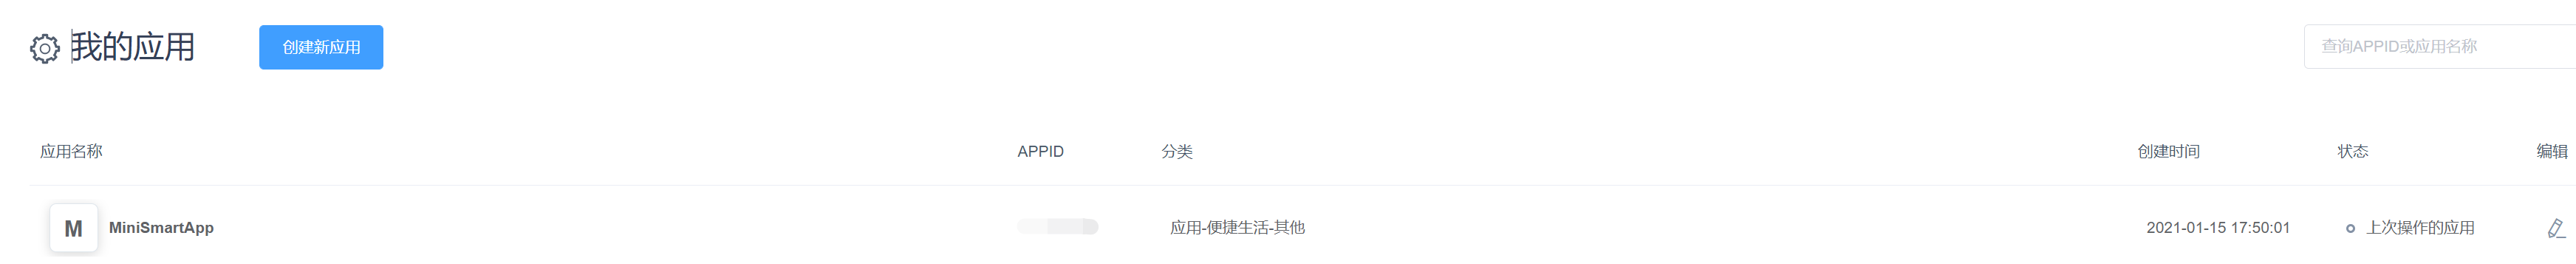 我的应用 创建新应用 查询APPID或应用名称
应用名称 APPID 分类 创建时间 状态 编辑
M MiniSmartApp 应用-便捷生活-其他 2021-01-15 17:50:01 上次操作的应用